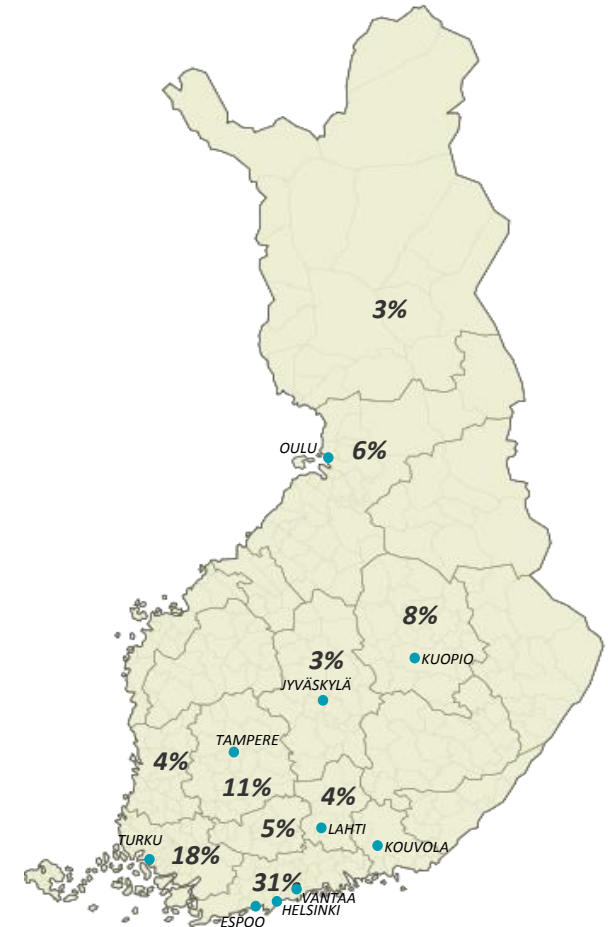 3%
OULU
6%
8%
KUOPIO
3%
JYVÄSKYLÄ
TAMPERE
4%
11%
4%
5%
LAHTI
TURKU
18%
KOUVOLA
31%
VANTAA
HELSINKI
ESPOO